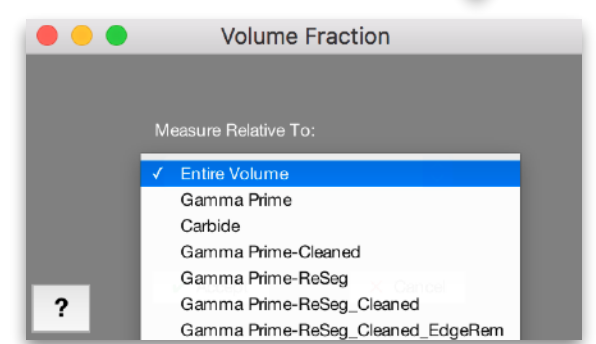 Volume Fraction
Measure Relative To:
✓ Entire Volume
Gamma Prime
Carbide
Gamma Prime-Cleaned
Gamma Prime-ReSeg
Cancel
Gamma Prime-ReSeg_Cleaned
?
Gamma Prime-ReSeg_Cleaned_EdgeRem